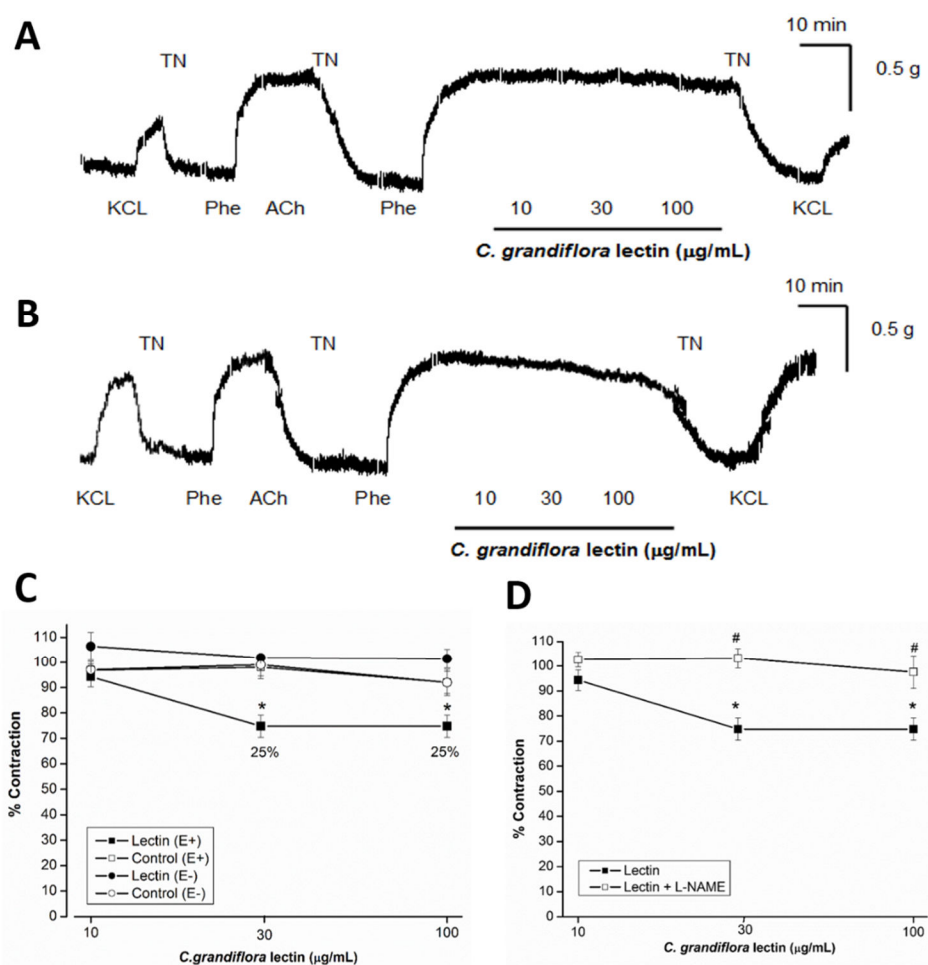 A
10 min
TN TN TN
0.5 g
KCL Phe ACh Phe 10 30 100 KCL
C. grandiflora lectin (µg/mL)
10 min
B
0.5 g
TN TN TN
KCL Phe ACh Phe 10 30 100 KCL
C. grandiflora lectin (µg/mL)
C
110
100
90
80
70
60
50
40
30
20
10
0
% Contraction
* *
25% 25%
Lectin (E+)
Control (E+)
Lectin (E-)
Control (E-)
10 30 100
C.grandiflora lectin (µg/mL)
D
110
100
90
80
70
60
50
40
30
20
10
0
% Contraction
# #
* *
Lectin
Lectin + L-NAME
10 30 100
C. grandiflora lectin (µg/mL)